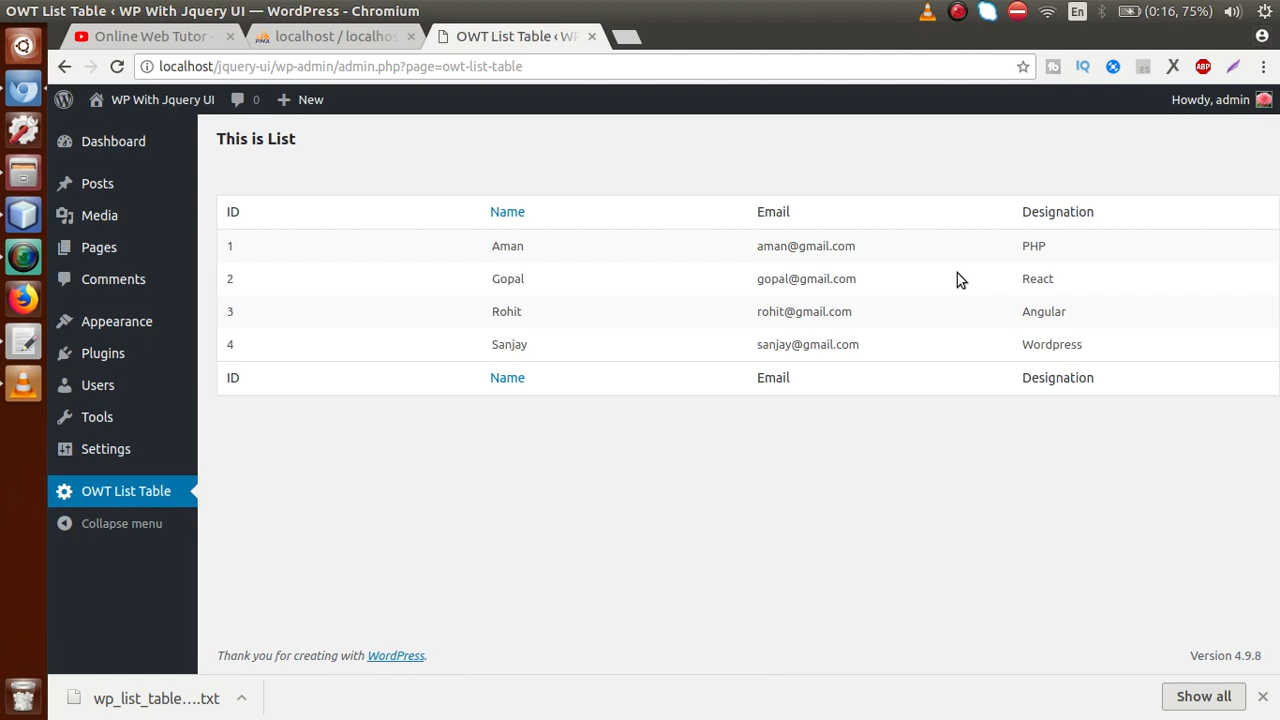 OWT List Table ‹ WP With Jquery UI — WordPress - Chromium
En
(0:16, 75%)
Online Web Tutor -
localhost / localhos
OWT List Table ‹ WP
localhost/jquery-ui/wp-admin/admin.php?page=owt-list-table
IQ
ABP
WP With Jquery UI
0
New
Howdy, admin
Dashboard
Posts
Media
Pages
Comments
Appearance
Plugins
Users
Tools
Settings
OWT List Table
Collapse menu
This is List
ID Name Email Designation
1 Aman aman@gmail.com PHP
2 Gopal gopal@gmail.com React
3 Rohit rohit@gmail.com Angular
4 Sanjay sanjay@gmail.com Wordpress
ID Name Email Designation
Thank you for creating with WordPress.
Version 4.9.8
wp_list_table....txt
Show all